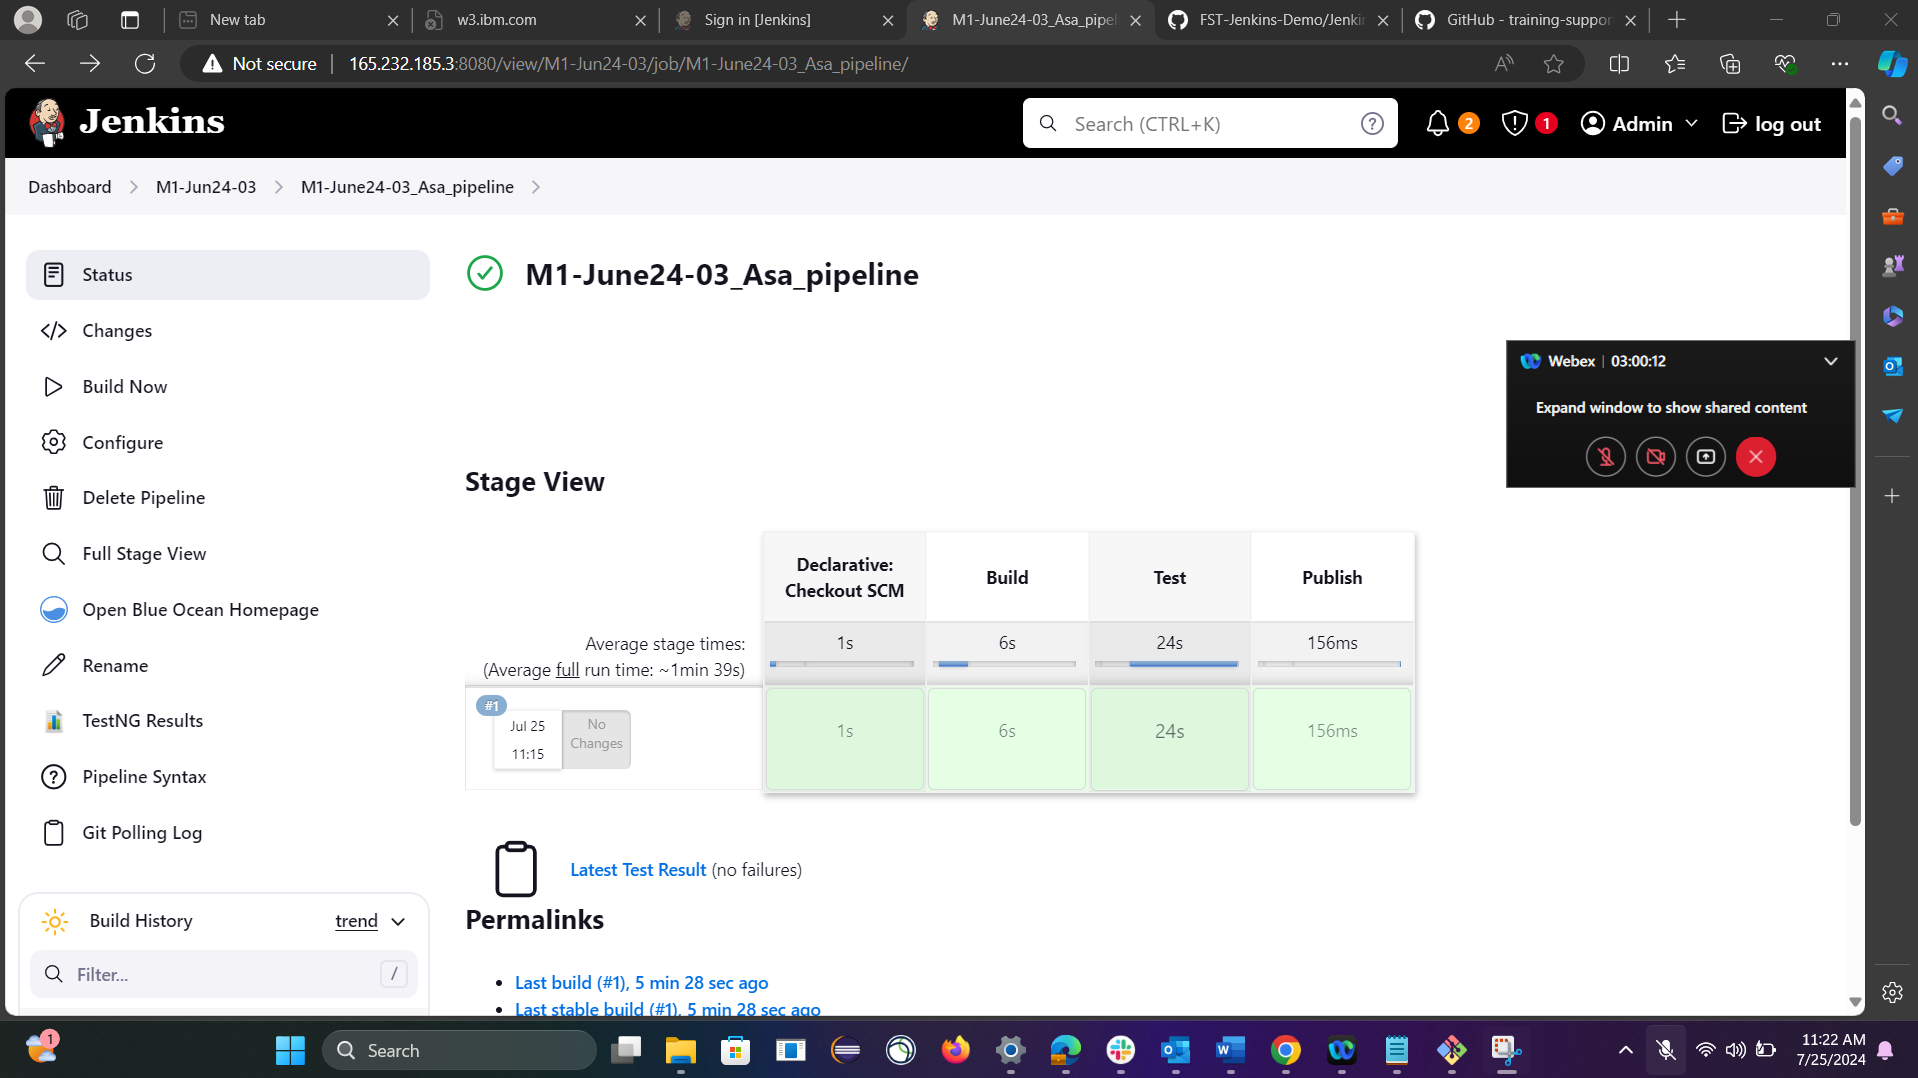 New tab
w3.ibm.com
Sign in [Jenkins]
M1-June24-03_Asa_pipel
FST-Jenkins-Demo/Jenki
GitHub - training-suppor
Not secure
165.232.185.3:8080/view/M1-Jun24-03/job/M1-June24-03_Asa_pipeline/
Jenkins
Search (CTRL+K)
?
2
1
Admin
log out
Dashboard
M1-Jun24-03
M1-June24-03_Asa_pipeline
Status
Changes
Build Now
Configure
Delete Pipeline
Full Stage View
Open Blue Ocean Homepage
Rename
TestNG Results
Pipeline Syntax
Git Polling Log
Build History
trend
Filter...
/
M1-June24-03_Asa_pipeline
Webex | 03:00:12
Expand window to show shared content
Stage View
Declarative:
Checkout SCM
Build
Test
Publish
Average stage times:
(Average full run time: ~1min 39s)
1s
6s
24s
156ms
#1
Jul 25
11:15
No
Changes
1s
6s
24s
156ms
Latest Test Result (no failures)
Permalinks
Last build (#1), 5 min 28 sec ago
Last stable build (#1), 5 min 28 sec ago
1
Search
11:22 AM
7/25/2024